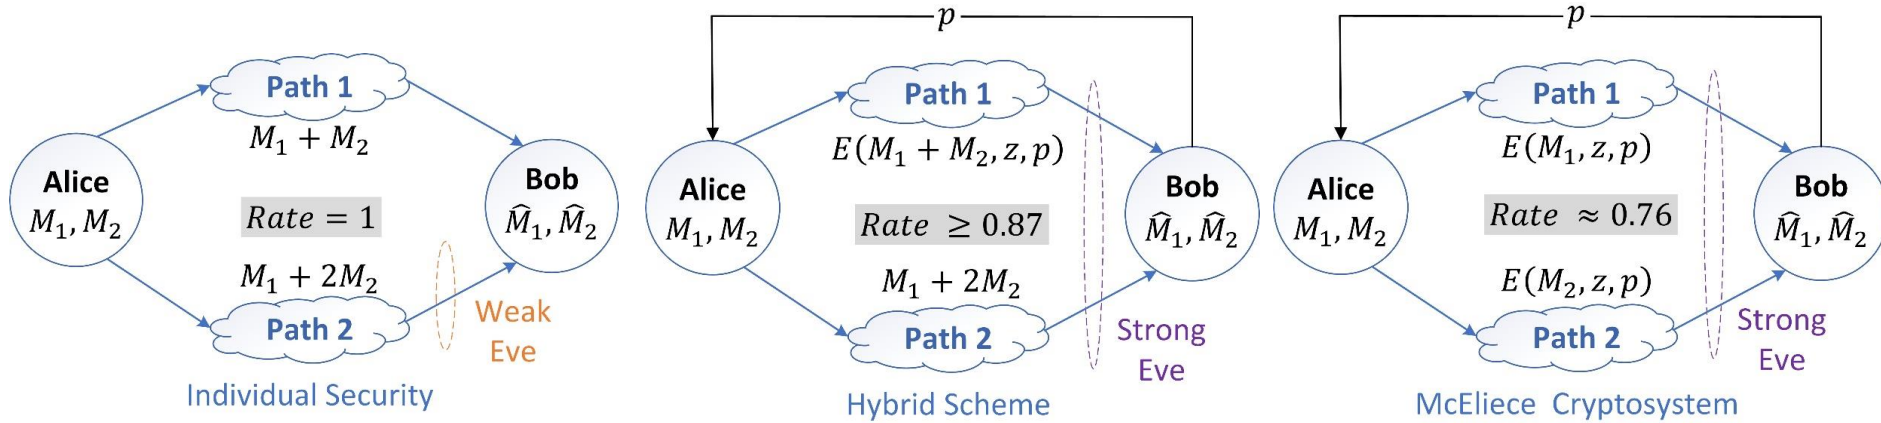 Path 1
M₁ + M₂
Alice
M₁, M₂
Rate = 1
Bob
M̂₁, M̂₂
M₁ + 2M₂
Path 2
Weak
Eve
Individual Security
p
Path 1
E(M₁ + M₂, z, p)
Alice
M₁, M₂
Rate ≥ 0.87
Bob
M̂₁, M̂₂
M₁ + 2M₂
Path 2
Strong
Eve
Hybrid Scheme
p
Path 1
E(M₁, z, p)
Alice
M₁, M₂
Rate ≈ 0.76
Bob
M̂₁, M̂₂
E(M₂, z, p)
Path 2
Strong
Eve
McEliece Cryptosystem